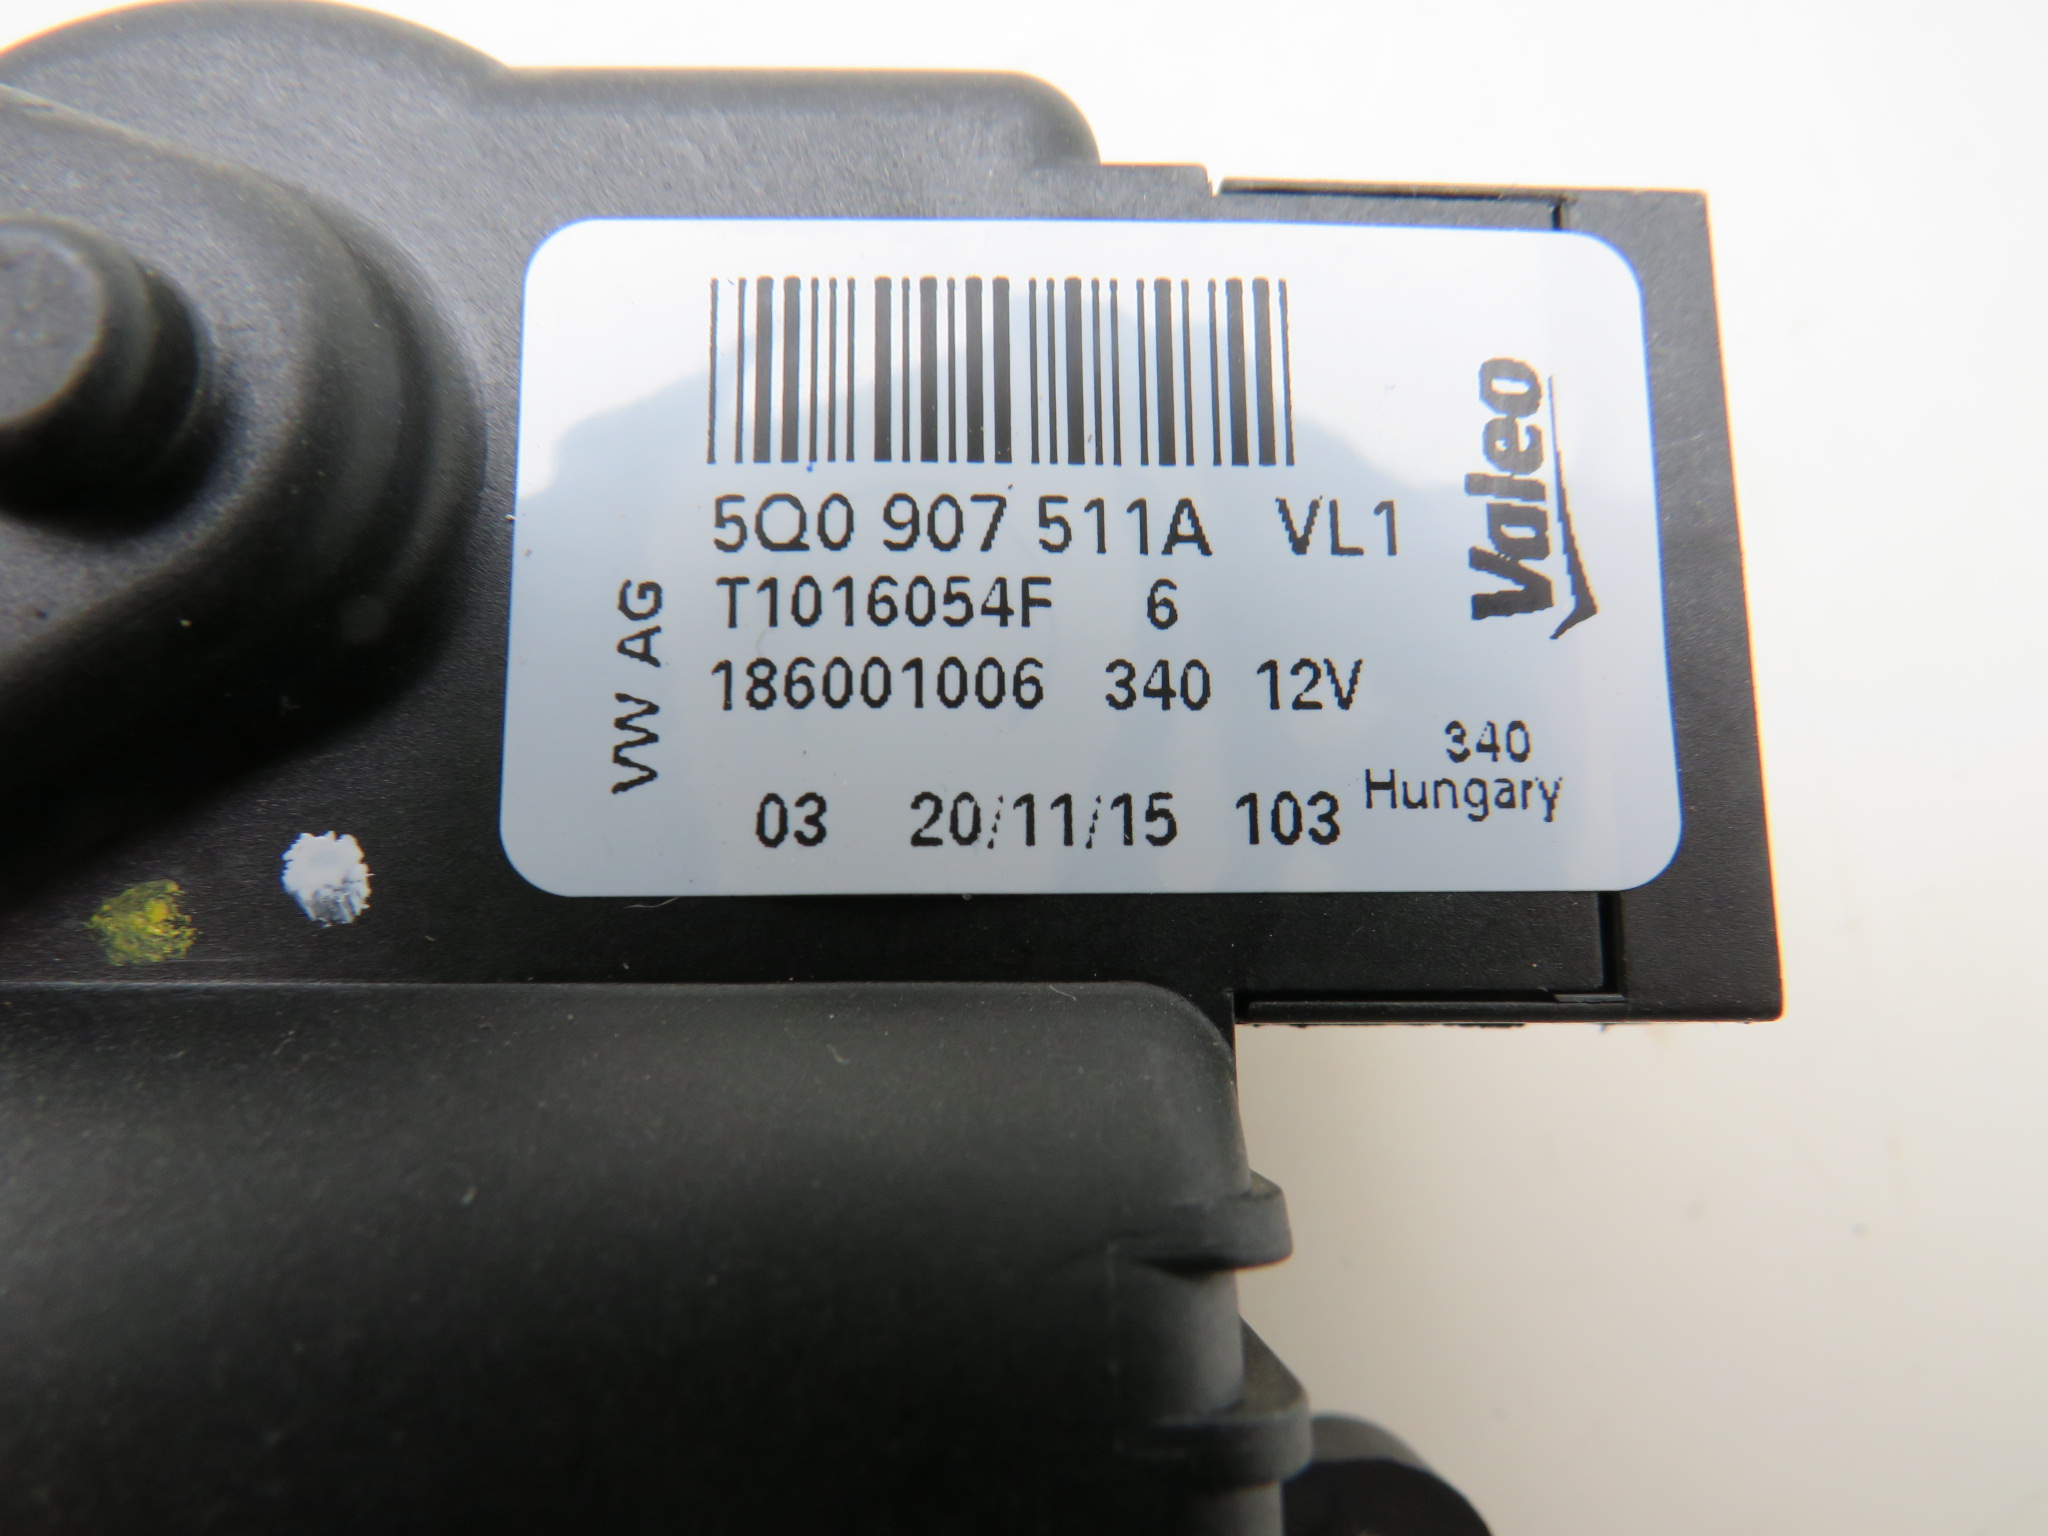 5Q0 907 511A VL1
T1016054F 6
186001006 340 12V
340
Hungary
03 20/11/15 103
VW AG
Valeo